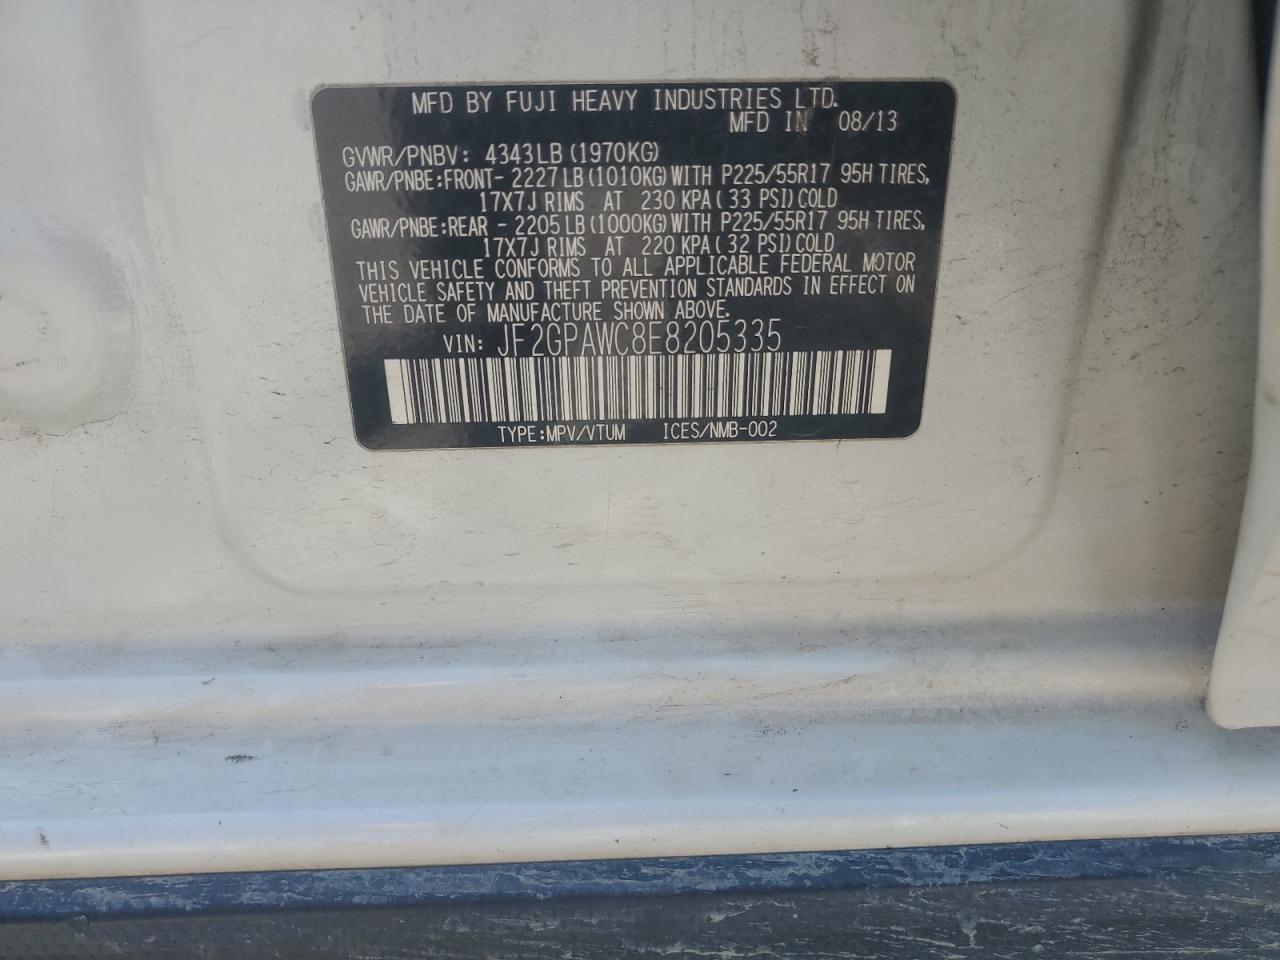 MFD BY FUJI HEAVY INDUSTRIES LTD.
MFD IN 08/13
GVWR/PNBV: 4343LB(1970KG)
GAWR/PNBE:FRONT-2227LB(1010KG)WITH P225/55R17 95H TIRES,
17X7J RIMS AT 230 KPA(33 PSI)COLD
GAWR/PNBE:REAR -2205LB(1000KG)WITH P225/55R17 95H TIRES,
17X7J RIMS AT 220 KPA(32 PSI)COLD
THIS VEHICLE CONFORMS TO ALL APPLICABLE FEDERAL MOTOR
VEHICLE SAFETY AND THEFT PREVENTION STANDARDS IN EFFECT ON
THE DATE OF MANUFACTURE SHOWN ABOVE.
VIN: JF2GPAWC8E8205335
TYPE:MPV/VTUM ICES/NMB-002